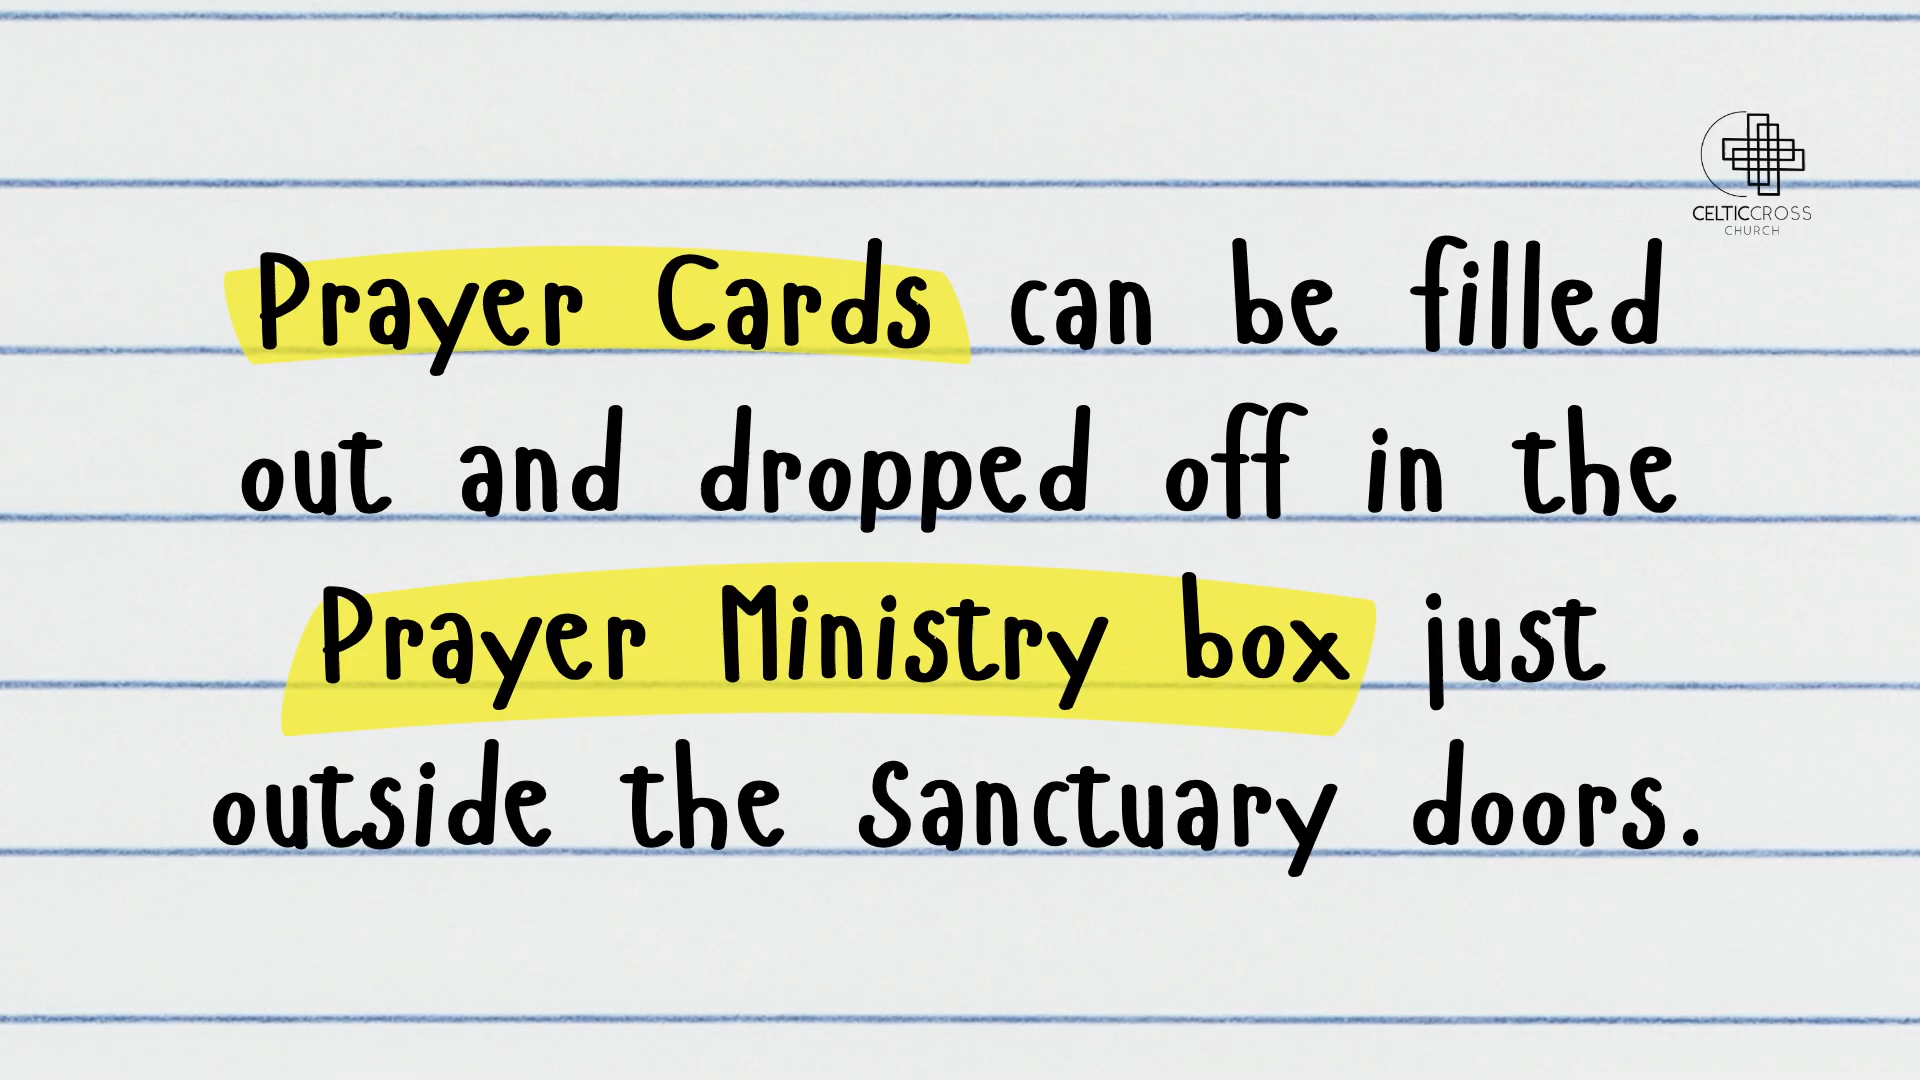 CELTICCROSS
CHURCH
Prayer Cards can be filled
out and dropped off in the
Prayer Ministry box just
outside the Sanctuary doors.